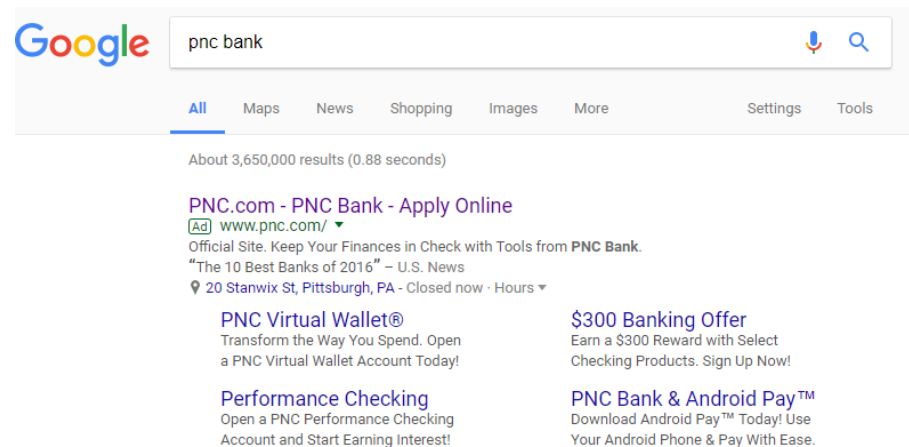 Google
pnc bank
All Maps News Shopping Images More Settings Tools
About 3,650,000 results (0.88 seconds)
PNC.com - PNC Bank - Apply Online
Ad www.pnc.com/
Official Site. Keep Your Finances in Check with Tools from PNC Bank.
"The 10 Best Banks of 2016" – U.S. News
20 Stanwix St, Pittsburgh, PA - Closed now · Hours
PNC Virtual Wallet®
Transform the Way You Spend. Open
a PNC Virtual Wallet Account Today!
$300 Banking Offer
Earn a $300 Reward with Select
Checking Products. Sign Up Now!
Performance Checking
Open a PNC Performance Checking
Account and Start Earning Interest!
PNC Bank & Android Pay™
Download Android Pay™ Today! Use
Your Android Phone & Pay With Ease.